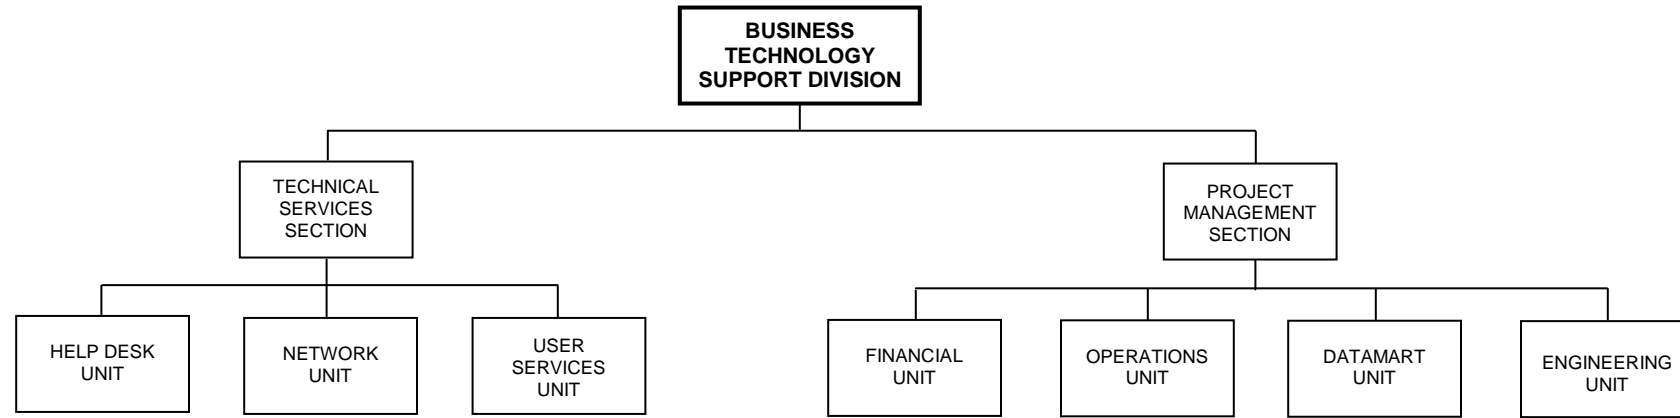 BUSINESS
TECHNOLOGY
SUPPORT DIVISION
TECHNICAL
SERVICES
SECTION
PROJECT
MANAGEMENT
SECTION
HELP DESK
UNIT
NETWORK
UNIT
USER
SERVICES
UNIT
FINANCIAL
UNIT
OPERATIONS
UNIT
DATAMART
UNIT
ENGINEERING
UNIT